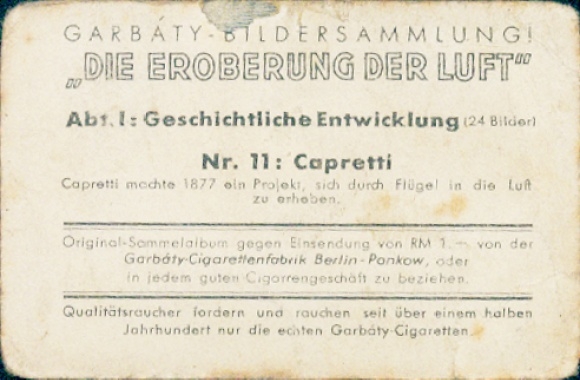 GARBÁTY-BILDERSAMMLUNG!
„DIE EROBERUNG DER LUFT“
Abt. I: Geschichtliche Entwicklung (24 Bilder)
Nr. 11: Capretti
Capretti machte 1877 ein Projekt, sich durch Flügel in die Luft
zu erheben.
Original-Sammelalbum gegen Einsendung von RM 1.— von der
Garbáty-Cigarettenfabrik Berlin-Pankow, oder
in jedem guten Cigarrengeschäft zu beziehen.
Qualitätsraucher fordern und rauchen seit über einem halben
Jahrhundert nur die echten Garbáty-Cigaretten.